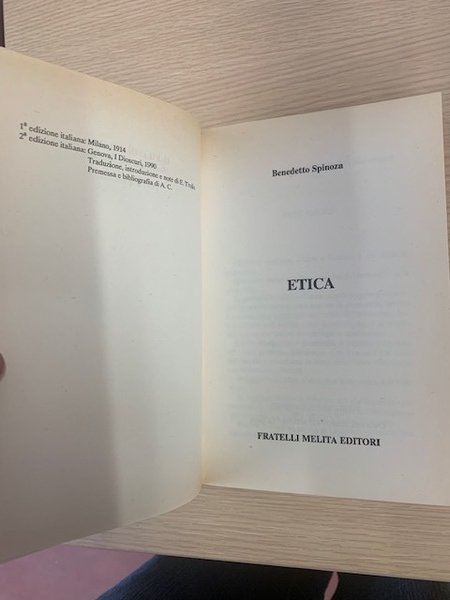 1ª edizione italiana: Milano, 1914
2ª edizione italiana: Genova, I Dioscuri, 1990
Traduzione, introduzione e note di E. Troilo
Premessa e bibliografia di A. C.
Benedetto Spinoza
ETICA
FRATELLI MELITA EDITORI